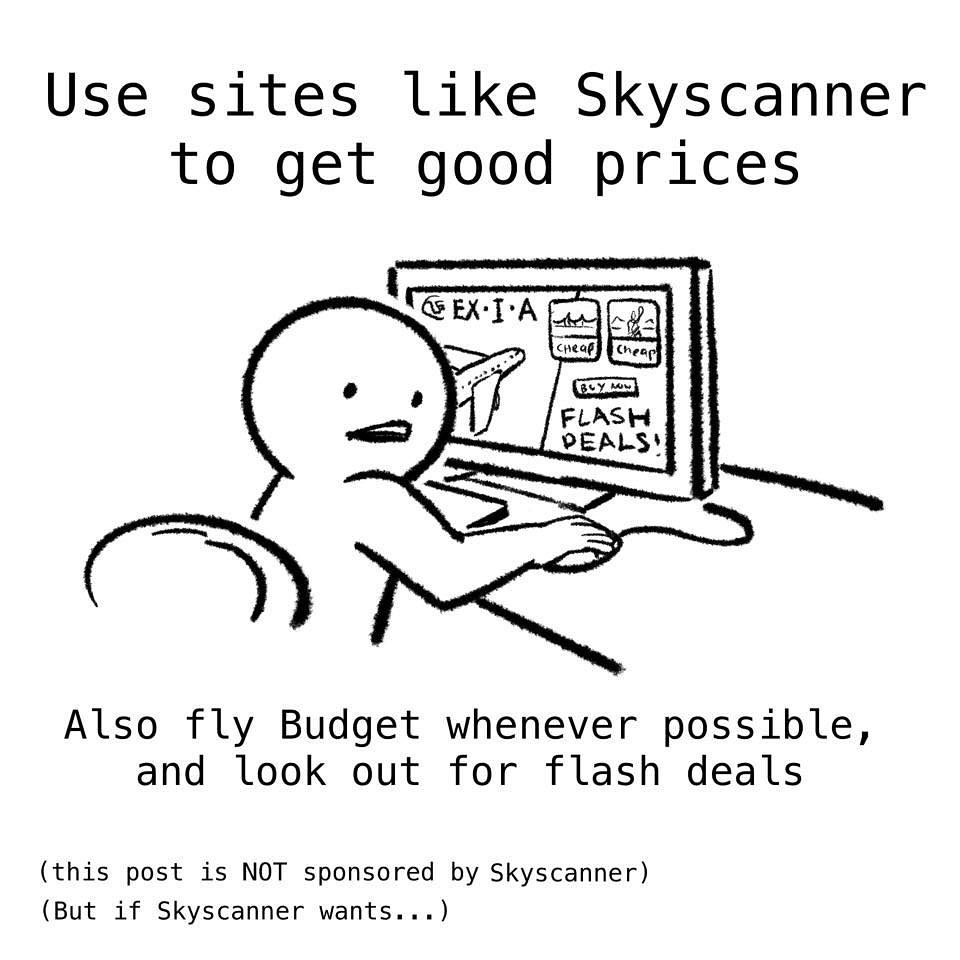 Use sites like Skyscanner
to get good prices
EX·I·A
CHEAP
Cheap
BUY NOW
FLASH
DEALS!
Also fly Budget whenever possible,
and look out for flash deals
(this post is NOT sponsored by Skyscanner)
(But if Skyscanner wants...)